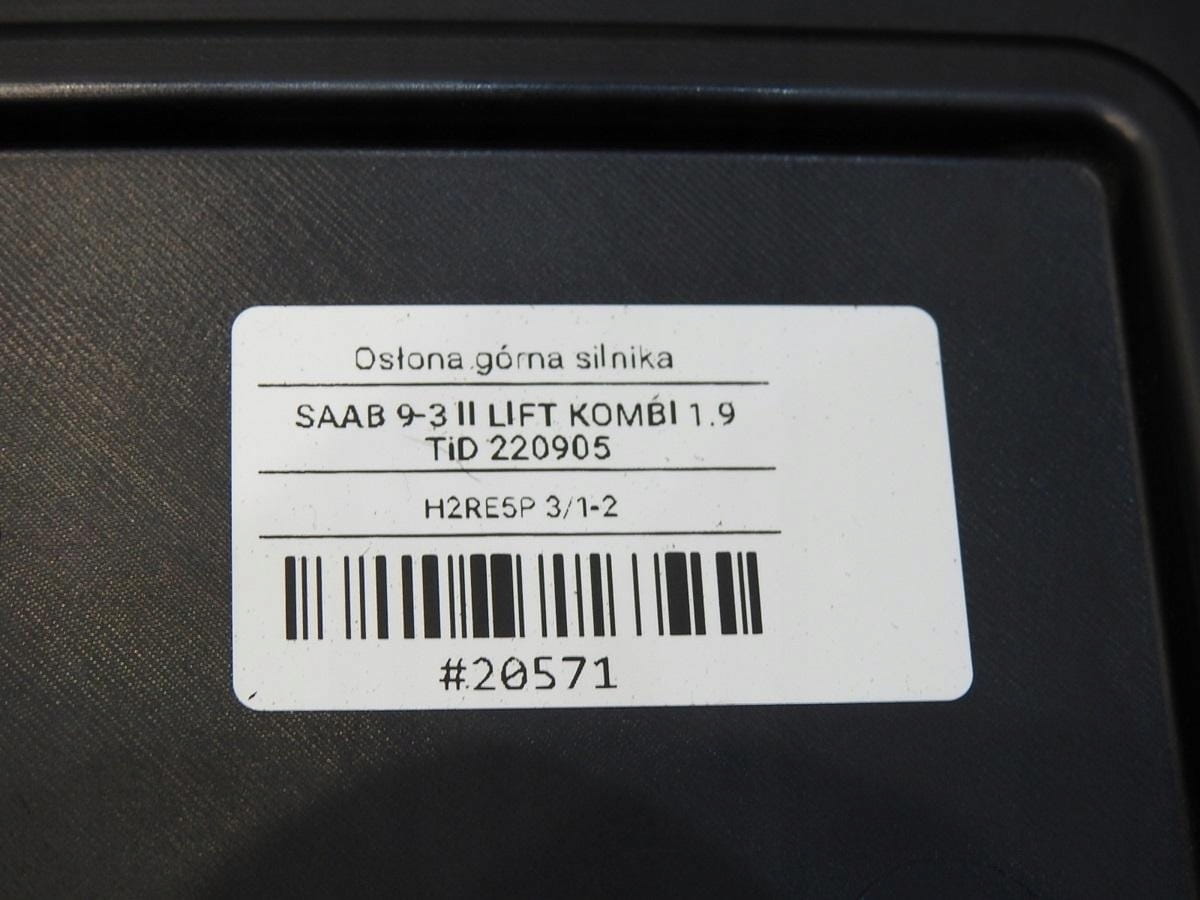 Osłona górna silnika
SAAB 9-3 II LIFT KOMBI 1.9
TiD 220905
H2RE5P 3/1-2
#20571